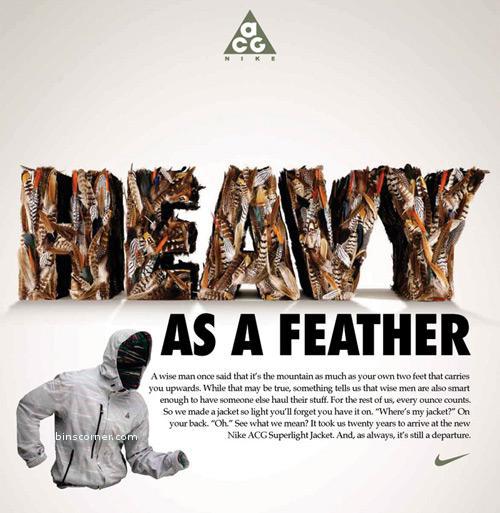 acG
NIKE
HEAVY
AS A FEATHER
A wise man once said that it's the mountain as much as your own two feet that carries
you upwards. While that may be true, something tells us that wise men are also smart
enough to have someone else haul their stuff. For the rest of us, every ounce counts.
So we made a jacket so light you'll forget you have it on. “Where's my jacket?” On
your back. “Oh.” See what we mean? It took us twenty years to arrive at the new
Nike ACG Superlight Jacket. And, as always, it's still a departure.
binscorner.com